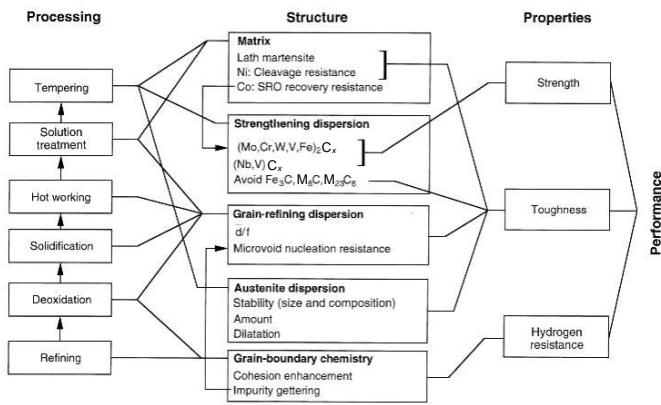 Processing
Structure
Properties
Tempering
Solution
treatment
Hot working
Solidification
Deoxidation
Refining
Matrix
Lath martensite
Ni: Cleavage resistance
Co: SRO recovery resistance
Strengthening dispersion
(Mo,Cr,W,V,Fe)₂Cₓ
(Nb,V)Cₓ
Avoid Fe₃C,M₆C,M₂₃C₆
Grain-refining dispersion
d̄/f
Microvoid nucleation resistance
Austenite dispersion
Stability (size and composition)
Amount
Dilatation
Grain-boundary chemistry
Cohesion enhancement
Impurity gettering
Strength
Toughness
Hydrogen
resistance
Performance